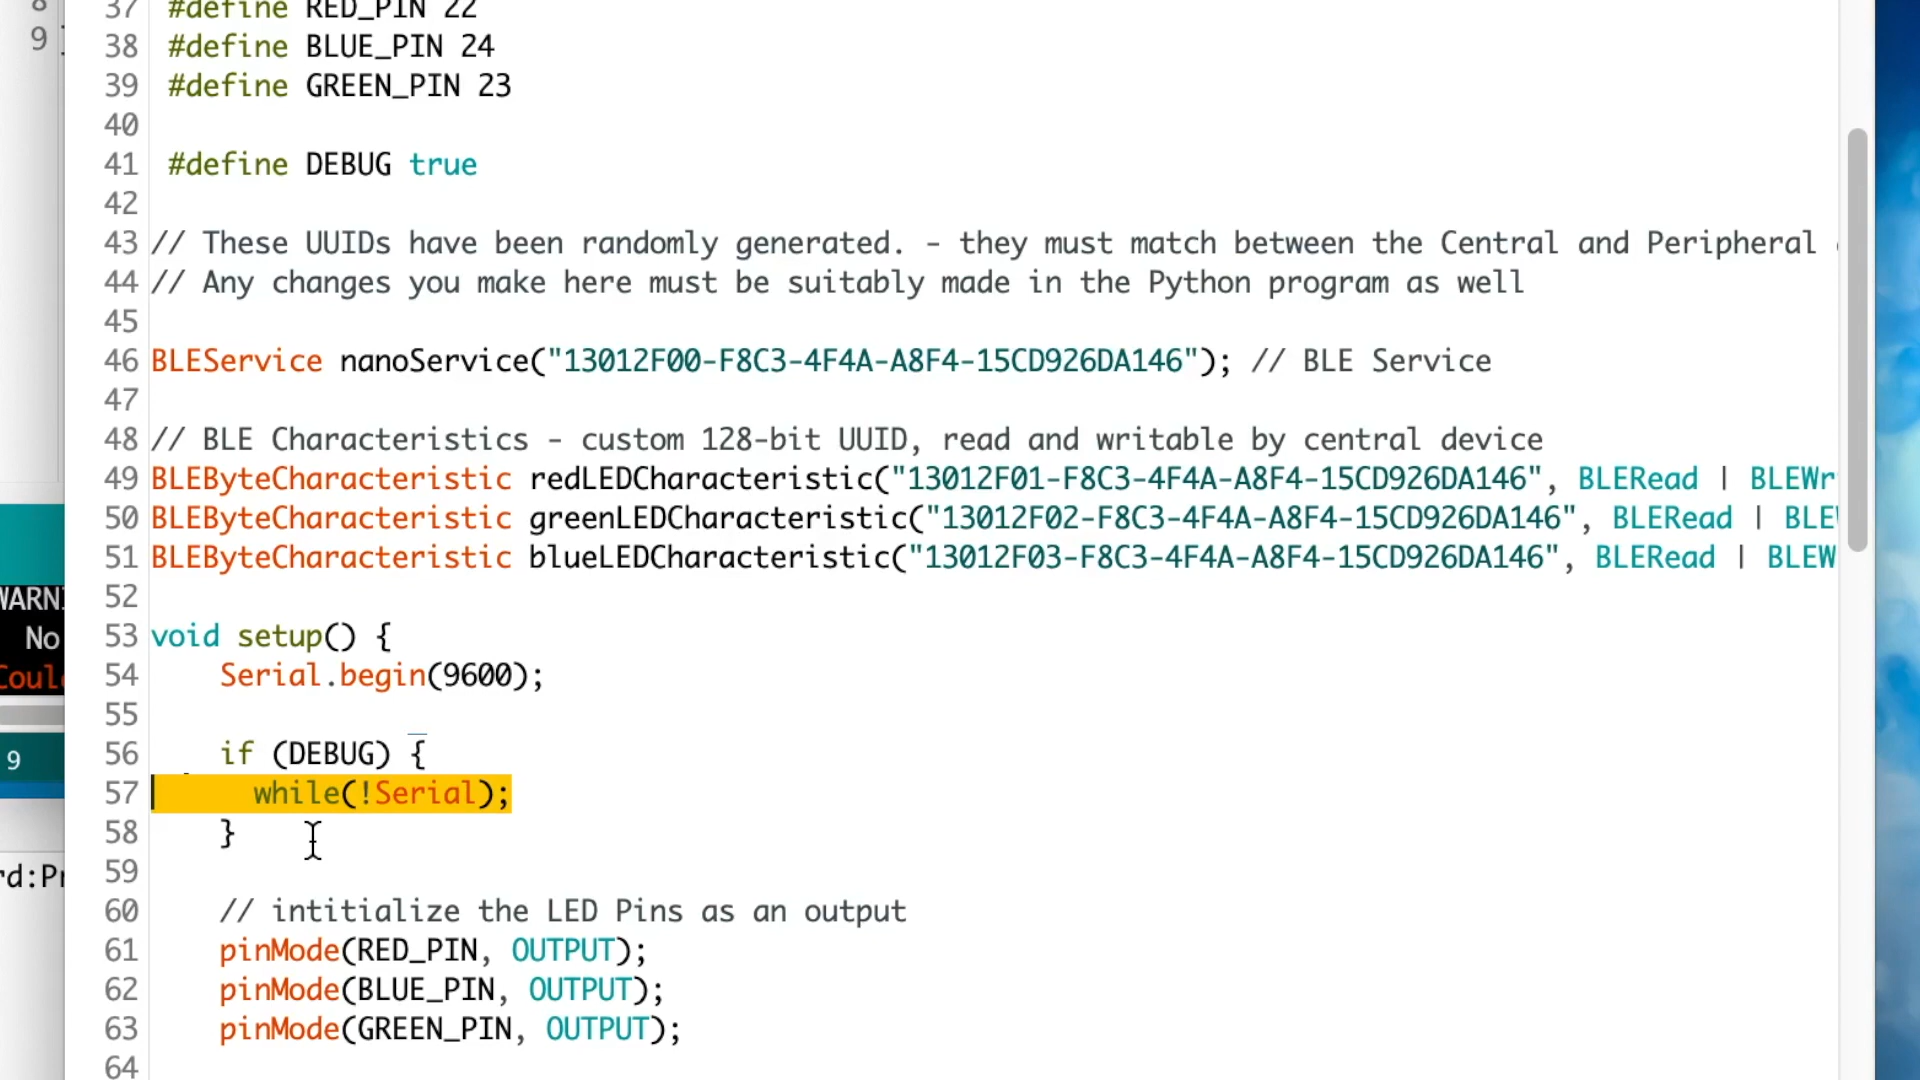 8
9
37 #define RED_PIN 22
38 #define BLUE_PIN 24
39 #define GREEN_PIN 23
40
41 #define DEBUG true
42
43 // These UUIDs have been randomly generated. - they must match between the Central and Peripheral
44 // Any changes you make here must be suitably made in the Python program as well
45
46 BLEService nanoService("13012F00-F8C3-4F4A-A8F4-15CD926DA146"); // BLE Service
47
48 // BLE Characteristics - custom 128-bit UUID, read and writable by central device
49 BLEByteCharacteristic redLEDCharacteristic("13012F01-F8C3-4F4A-A8F4-15CD926DA146", BLERead | BLEWr
50 BLEByteCharacteristic greenLEDCharacteristic("13012F02-F8C3-4F4A-A8F4-15CD926DA146", BLERead | BLE
51 BLEByteCharacteristic blueLEDCharacteristic("13012F03-F8C3-4F4A-A8F4-15CD926DA146", BLERead | BLEW
52
WARN
53 void setup() {
No
54 Serial.begin(9600);
Coul
55
56 if (DEBUG) {
9
57 while(!Serial);
58 }
59
rd:Pr
60 // intitialize the LED Pins as an output
61 pinMode(RED_PIN, OUTPUT);
62 pinMode(BLUE_PIN, OUTPUT);
63 pinMode(GREEN_PIN, OUTPUT);
64